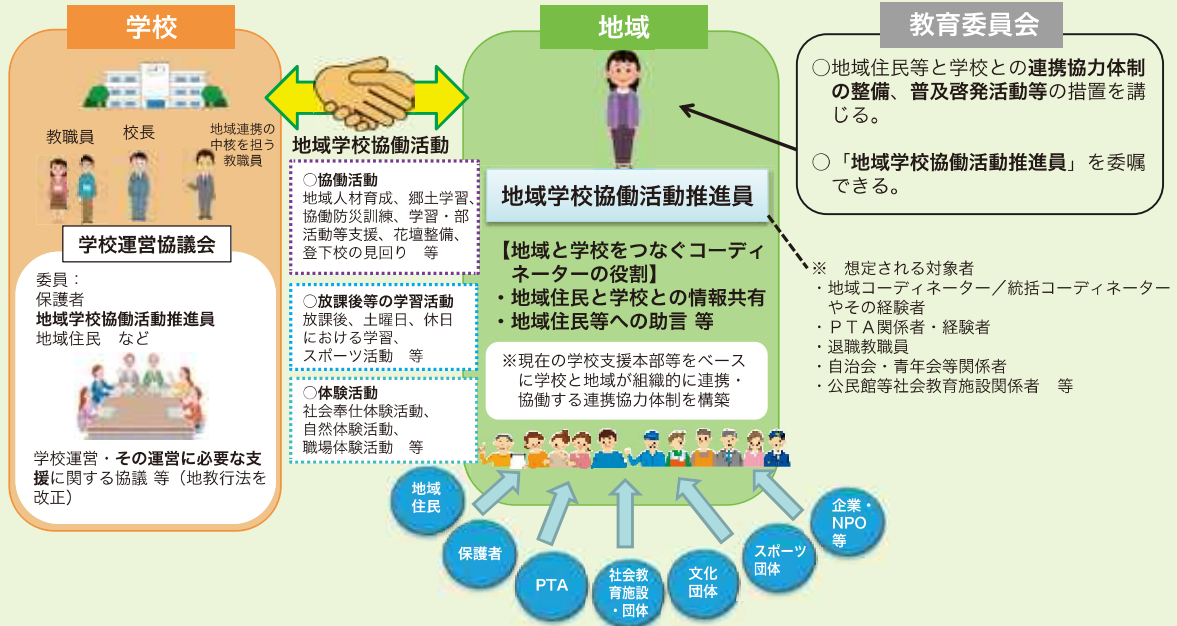 学校
教職員
校長
地域連携の
中核を担う
教職員
学校運営協議会
委員：
保護者
地域学校協働活動推進員
地域住民　など
学校運営・その運営に必要な支
援に関する協議 等（地教行法を
改正）
地域学校協働活動
○協働活動
地域人材育成、郷土学習、
協働防災訓練、学習・部
活動等支援、花壇整備、
登下校の見回り　等
○放課後等の学習活動
放課後、土曜日、休日
における学習、
スポーツ活動　等
○体験活動
社会奉仕体験活動、
自然体験活動、
職場体験活動　等
地域
地域学校協働活動推進員
【地域と学校をつなぐコーディ
ネーターの役割】
・地域住民と学校との情報共有
・地域住民等への助言 等
※現在の学校支援本部等をベース
に学校と地域が組織的に連携・
協働する連携協力体制を構築
地域
住民
保護者
PTA
社会教
育施設
・団体
文化
団体
スポーツ
団体
企業・
NPO
等
教育委員会
○地域住民等と学校との連携協力体制
の整備、普及啓発活動等の措置を講
じる。
○「地域学校協働活動推進員」を委嘱
できる。
※　想定される対象者
・地域コーディネーター／統括コーディネーター
やその経験者
・ＰＴＡ関係者・経験者
・退職教職員
・自治会・青年会等関係者
・公民館等社会教育施設関係者　等